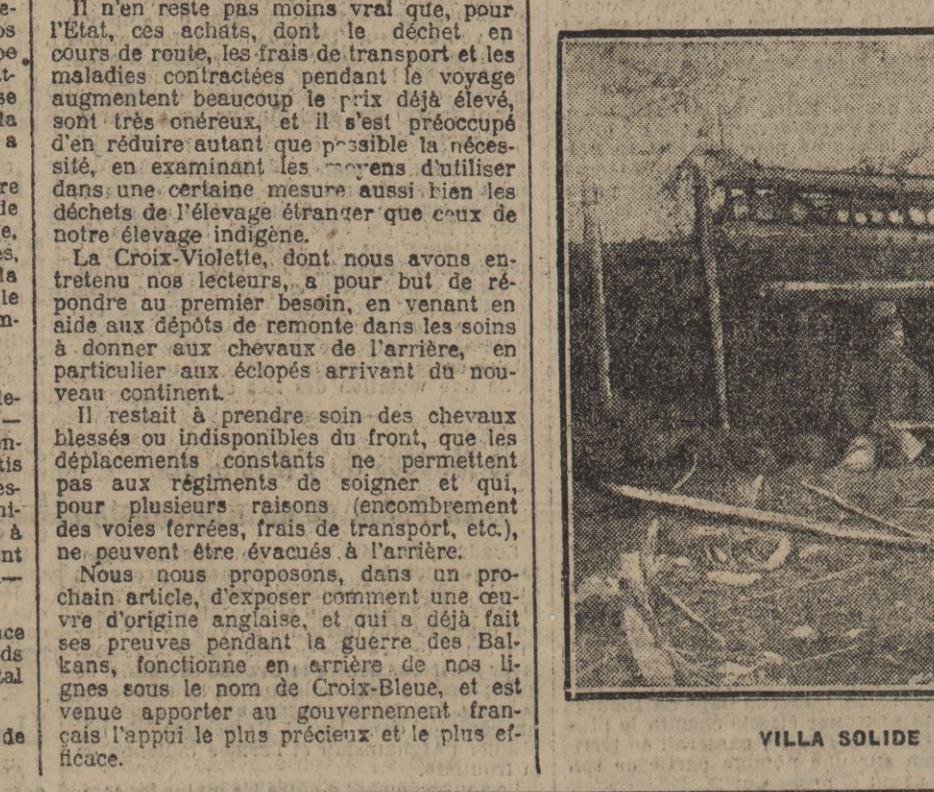 Il n'en reste pas moins vrai que, pour
l'Etat, ces achats, dont le déchet en
cours de route, les frais de transport et les
maladies contractées pendant le voyage
augmentent beaucoup le prix déjà élevé,
sont très onéreux, et il s'est préoccupé
d'en réduire autant que possible la néces-
sité, en examinant les moyens d'utiliser
dans une certaine mesure aussi bien les
déchets de l'élevage étranger que ceux de
notre élevage indigène.
La Croix-Violette, dont nous avons en-
tretenu nos lecteurs, a pour but de ré-
pondre au premier besoin, en venant en
aide aux dépôts de remonte dans les soins
à donner aux chevaux de l'arrière, en
particulier aux éclopés arrivant du nou-
veau continent.
Il restait à prendre soin des chevaux
blessés ou indisponibles du front, que les
déplacements constants ne permettent
pas aux régiments de soigner et qui,
pour plusieurs raisons (encombrement
des voies ferrées, frais de transport, etc.),
ne peuvent être évacués à l'arrière.
Nous nous proposons, dans un pro-
chain article, d'exposer comment une œu-
vre d'origine anglaise, et qui a déjà fait
ses preuves pendant la guerre des Bal-
kans, fonctionne en arrière de nos li-
gnes sous le nom de Croix-Bleue, et est
venue apporter au gouvernement fran-
çais l'appui le plus précieux et le plus ef-
ficace.
VILLA SOLIDE